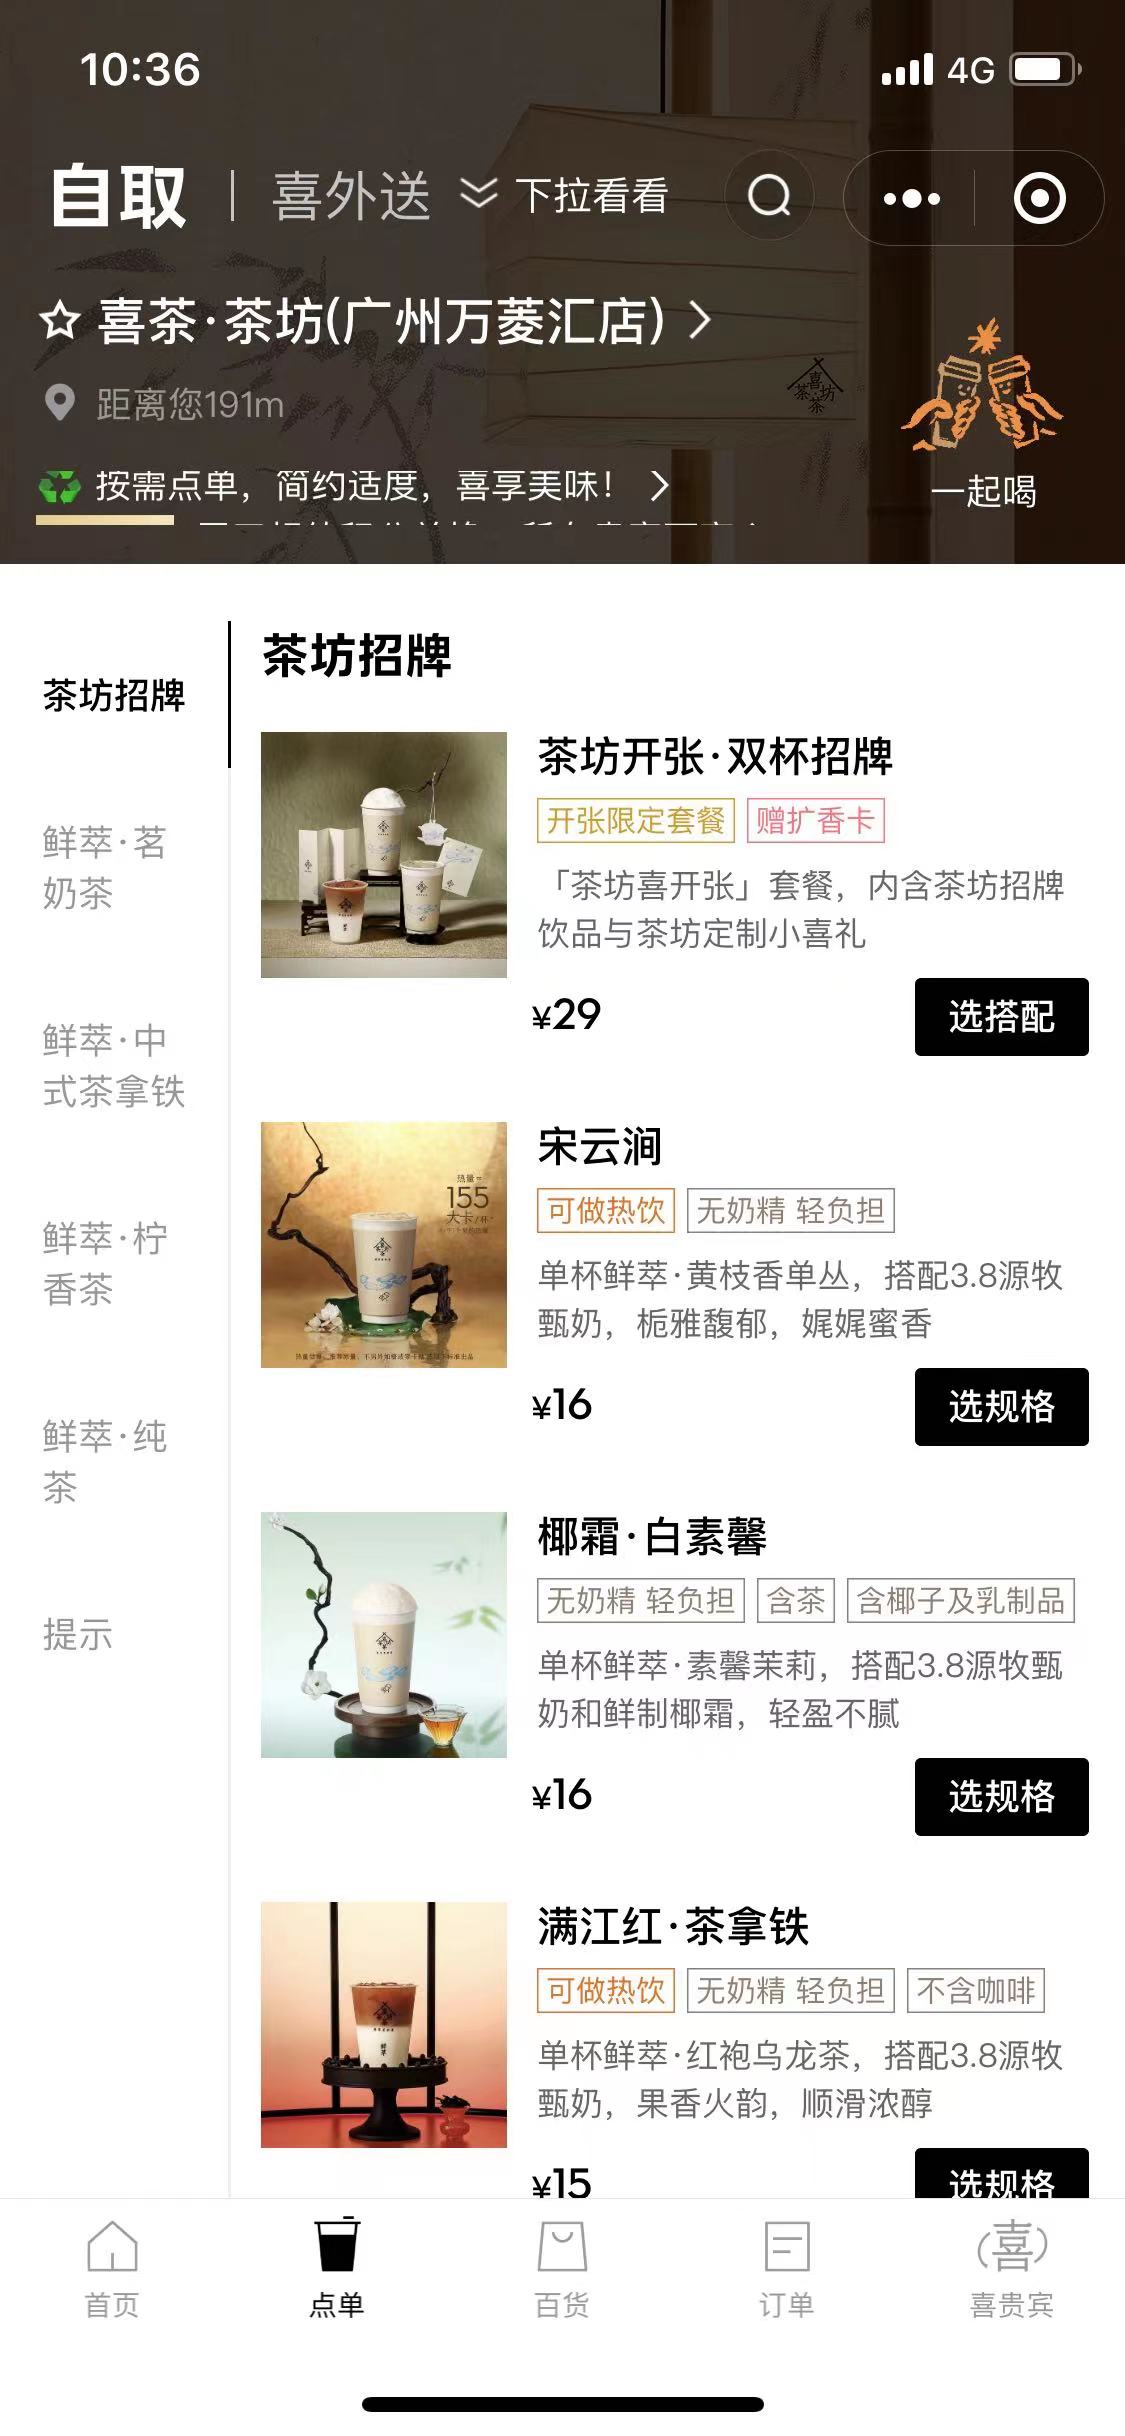 10:36
4G
自取
喜外送
下拉看看
喜茶·茶坊(广州万菱汇店)
距离您191m
喜茶·茶坊
按需点单，简约适度，喜享美味！
一起喝
茶坊招牌
鲜萃·茗
奶茶
鲜萃·中
式茶拿铁
鲜萃·柠
香茶
鲜萃·纯
茶
提示
茶坊招牌
茶坊开张·双杯招牌
开张限定套餐
赠扩香卡
「茶坊喜开张」套餐，内含茶坊招牌
饮品与茶坊定制小喜礼
¥29
选搭配
热量≈
155
大卡/杯
宋云涧
可做热饮
无奶精 轻负担
单杯鲜萃·黄枝香单丛，搭配3.8源牧
甄奶，栀雅馥郁，娓娓蜜香
¥16
选规格
椰霜·白素馨
无奶精 轻负担
含茶
含椰子及乳制品
单杯鲜萃·素馨茉莉，搭配3.8源牧甄
奶和鲜制椰霜，轻盈不腻
¥16
选规格
满江红·茶拿铁
可做热饮
无奶精 轻负担
不含咖啡
单杯鲜萃·红袍乌龙茶，搭配3.8源牧
甄奶，果香火韵，顺滑浓醇
¥15
选规格
首页
点单
百货
订单
喜
喜贵宾